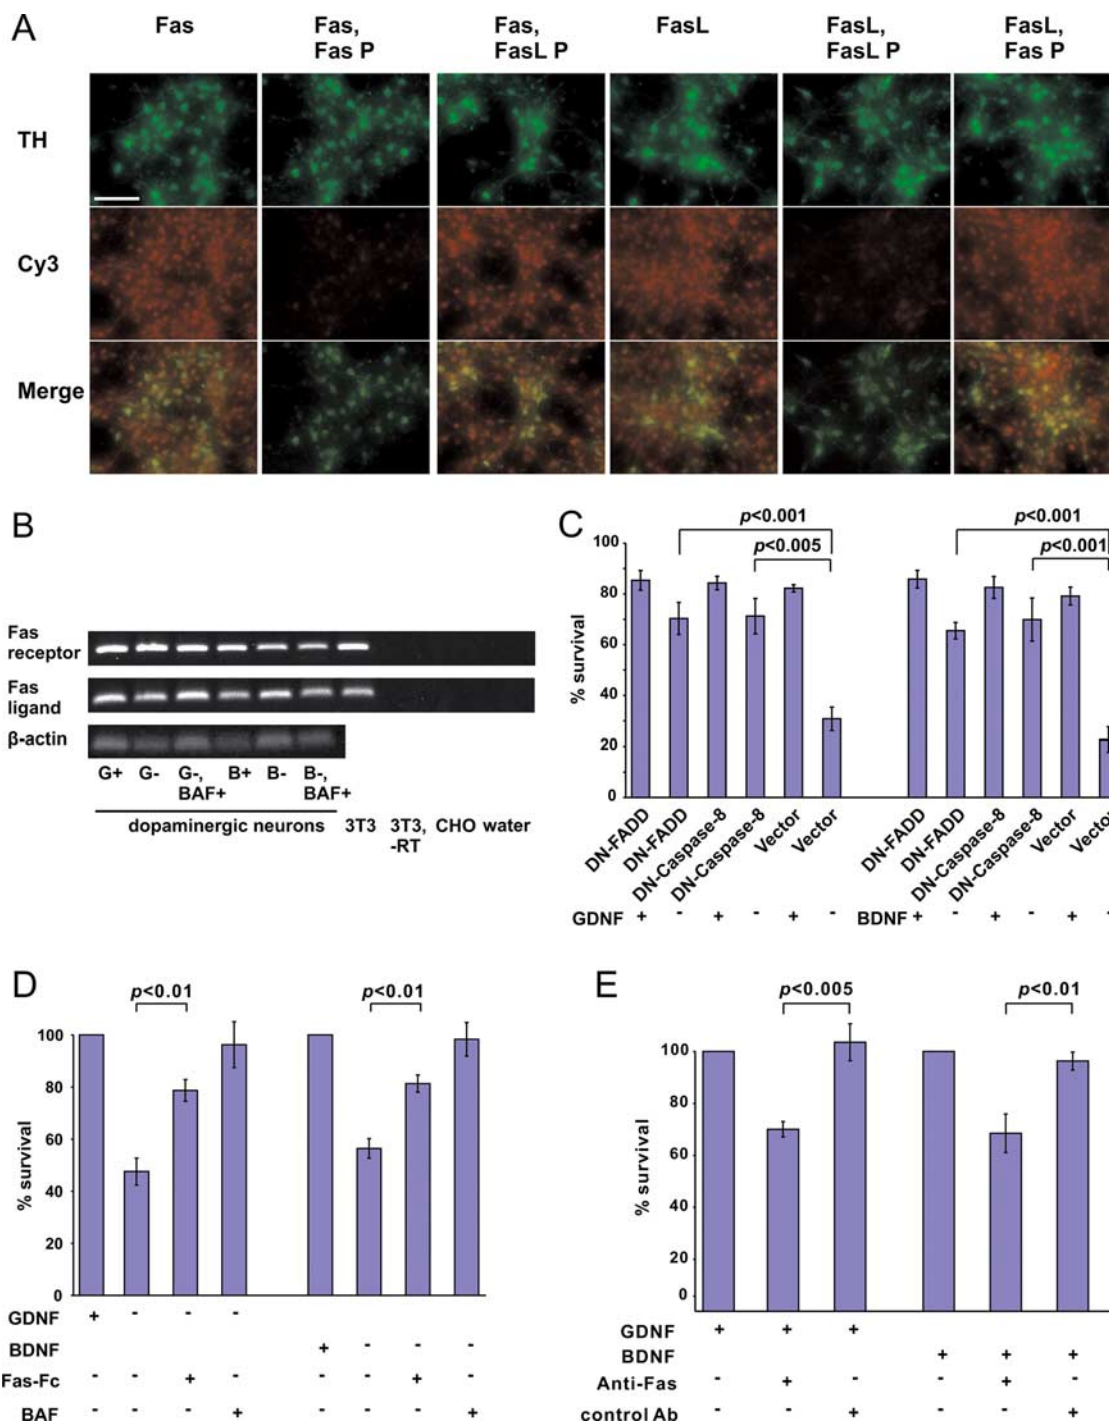 A
Fas
Fas,
Fas P
Fas,
FasL P
FasL
FasL,
FasL P
FasL,
Fas P
TH
Cy3
Merge
B
Fas
receptor
Fas
ligand
β-actin
G+ G- G-, B+ B- B-,
BAF+ BAF+
dopaminergic neurons 3T3 3T3, CHO water
-RT
C
p<0.001 p<0.001
p<0.005 p<0.001
100
80
60
40
20
0
% survival
DN-FADD DN-FADD DN-Caspase-8 DN-Caspase-8 Vector Vector DN-FADD DN-FADD DN-Caspase-8 DN-Caspase-8 Vector Vector
GDNF + - + - + - BDNF + - + - + -
D
p<0.01 p<0.01
100
80
60
40
20
0
% survival
GDNF + - - -
BDNF + - - -
Fas-Fc - - + - - - + -
BAF - - - + - - - +
E
p<0.005 p<0.01
100
80
60
40
20
0
% survival
GDNF + + +
BDNF + + +
Anti-Fas - + - - + -
control Ab - - + - - +